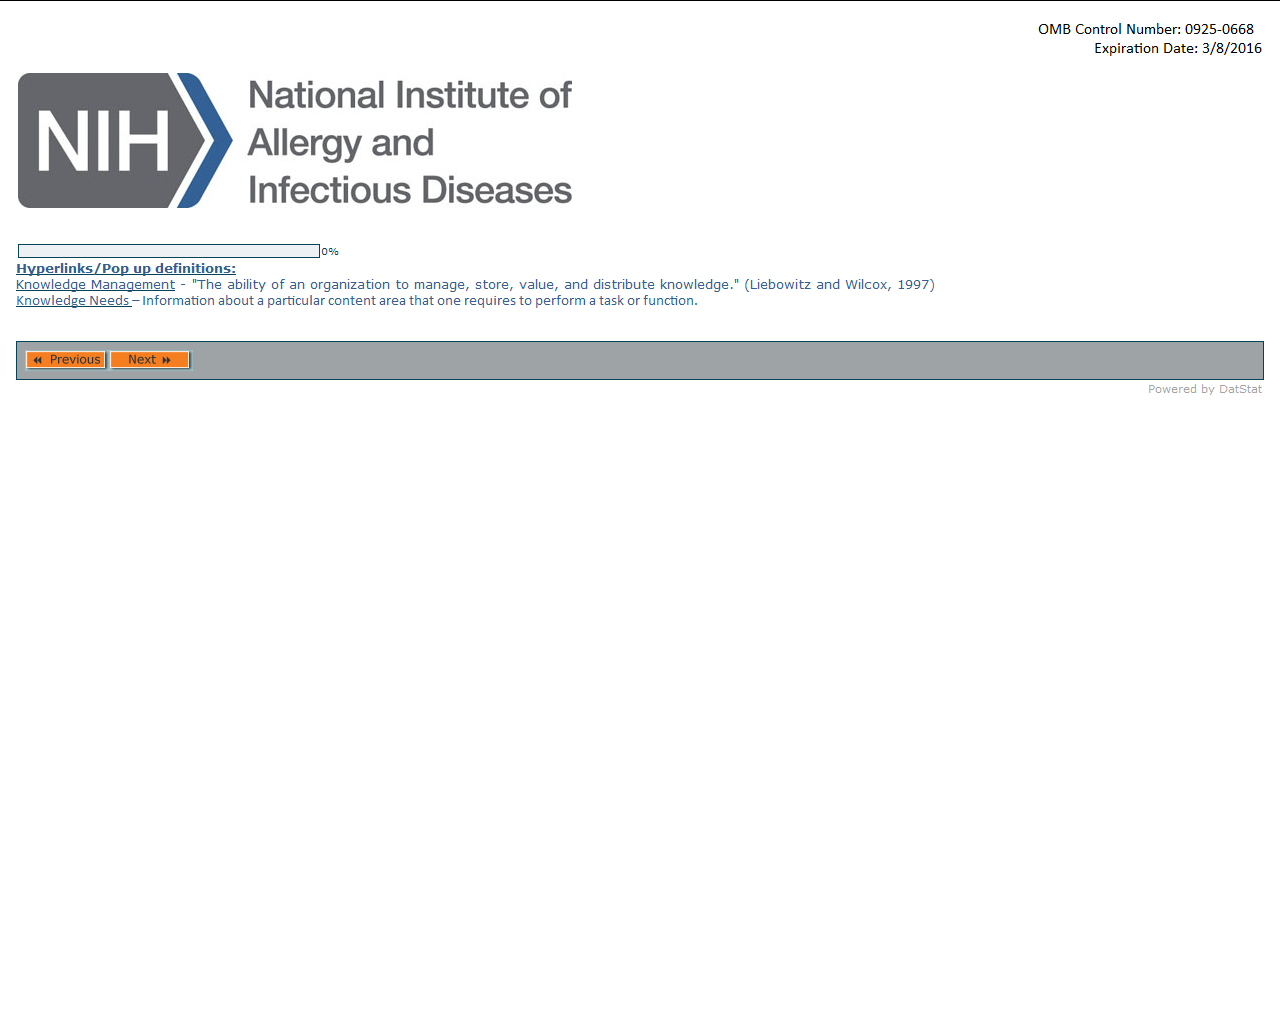 OMB Control Number: 0925-0668
Expiration Date: 3/8/2016
NIH
National Institute of
Allergy and
Infectious Diseases
0%
Hyperlinks/Pop up definitions:
Knowledge Management - "The ability of an organization to manage, store, value, and distribute knowledge." (Liebowitz and Wilcox, 1997)
Knowledge Needs – Information about a particular content area that one requires to perform a task or function.
Previous Next
Powered by DatStat